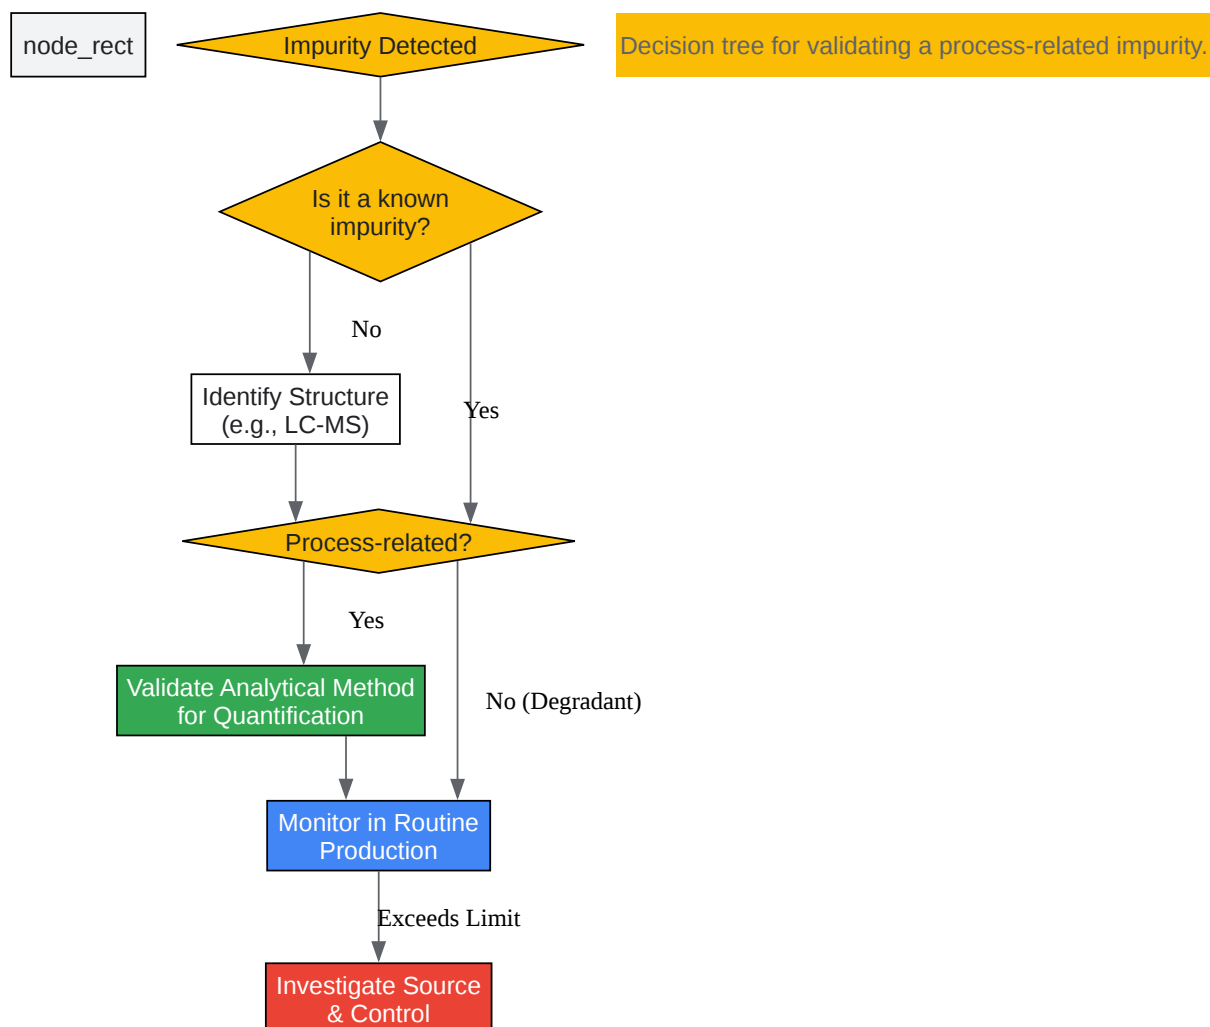 node_rect
Impurity Detected
Decision tree for validating a process-related impurity.
Is it a known
impurity?
No
Identify Structure
(e.g., LC-MS)
Yes
Process-related?
Yes
Validate Analytical Method
for Quantification
No (Degradant)
Monitor in Routine
Production
Exceeds Limit
Investigate Source
& Control